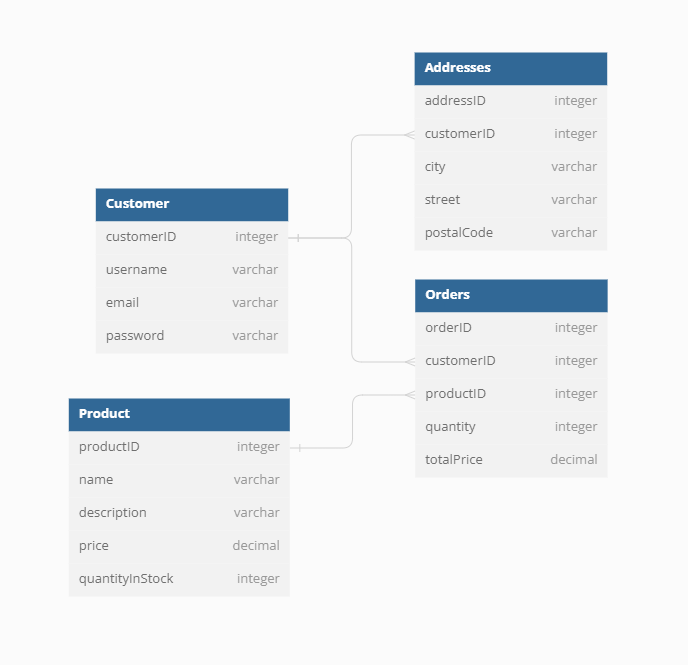 Addresses
addressID integer
customerID integer
city varchar
street varchar
postalCode varchar
Customer
customerID integer
username varchar
email varchar
password varchar
Orders
orderID integer
customerID integer
productID integer
quantity integer
totalPrice decimal
Product
productID integer
name varchar
description varchar
price decimal
quantityInStock integer